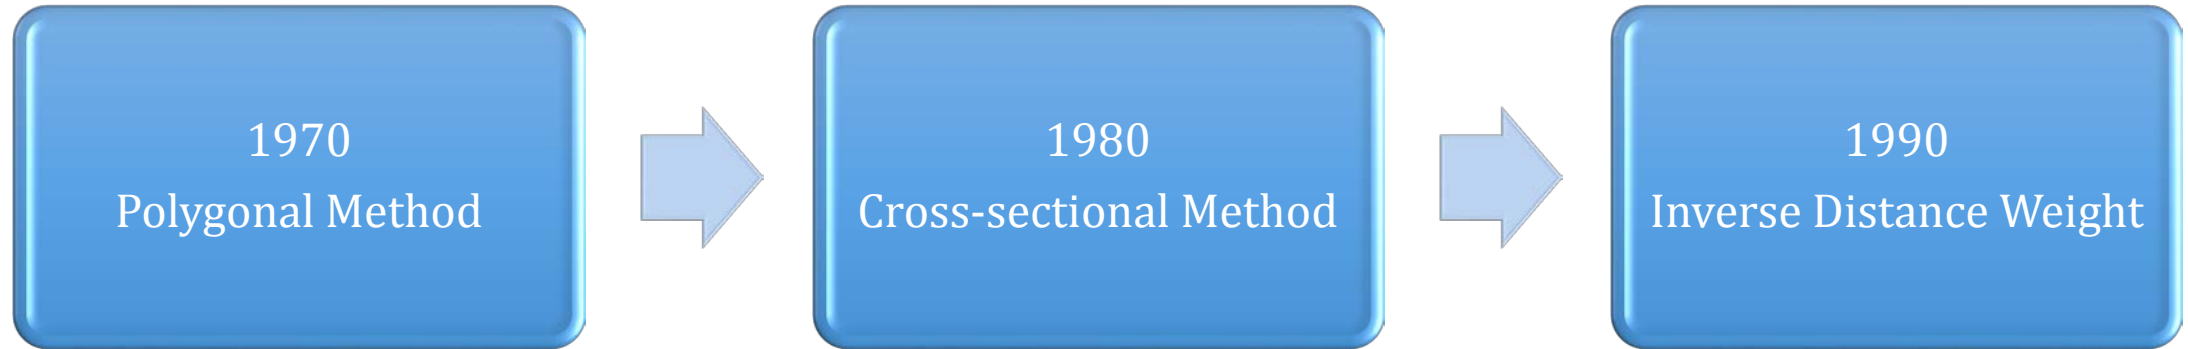 1970
Polygonal Method
1980
Cross-sectional Method
1990
Inverse Distance Weight